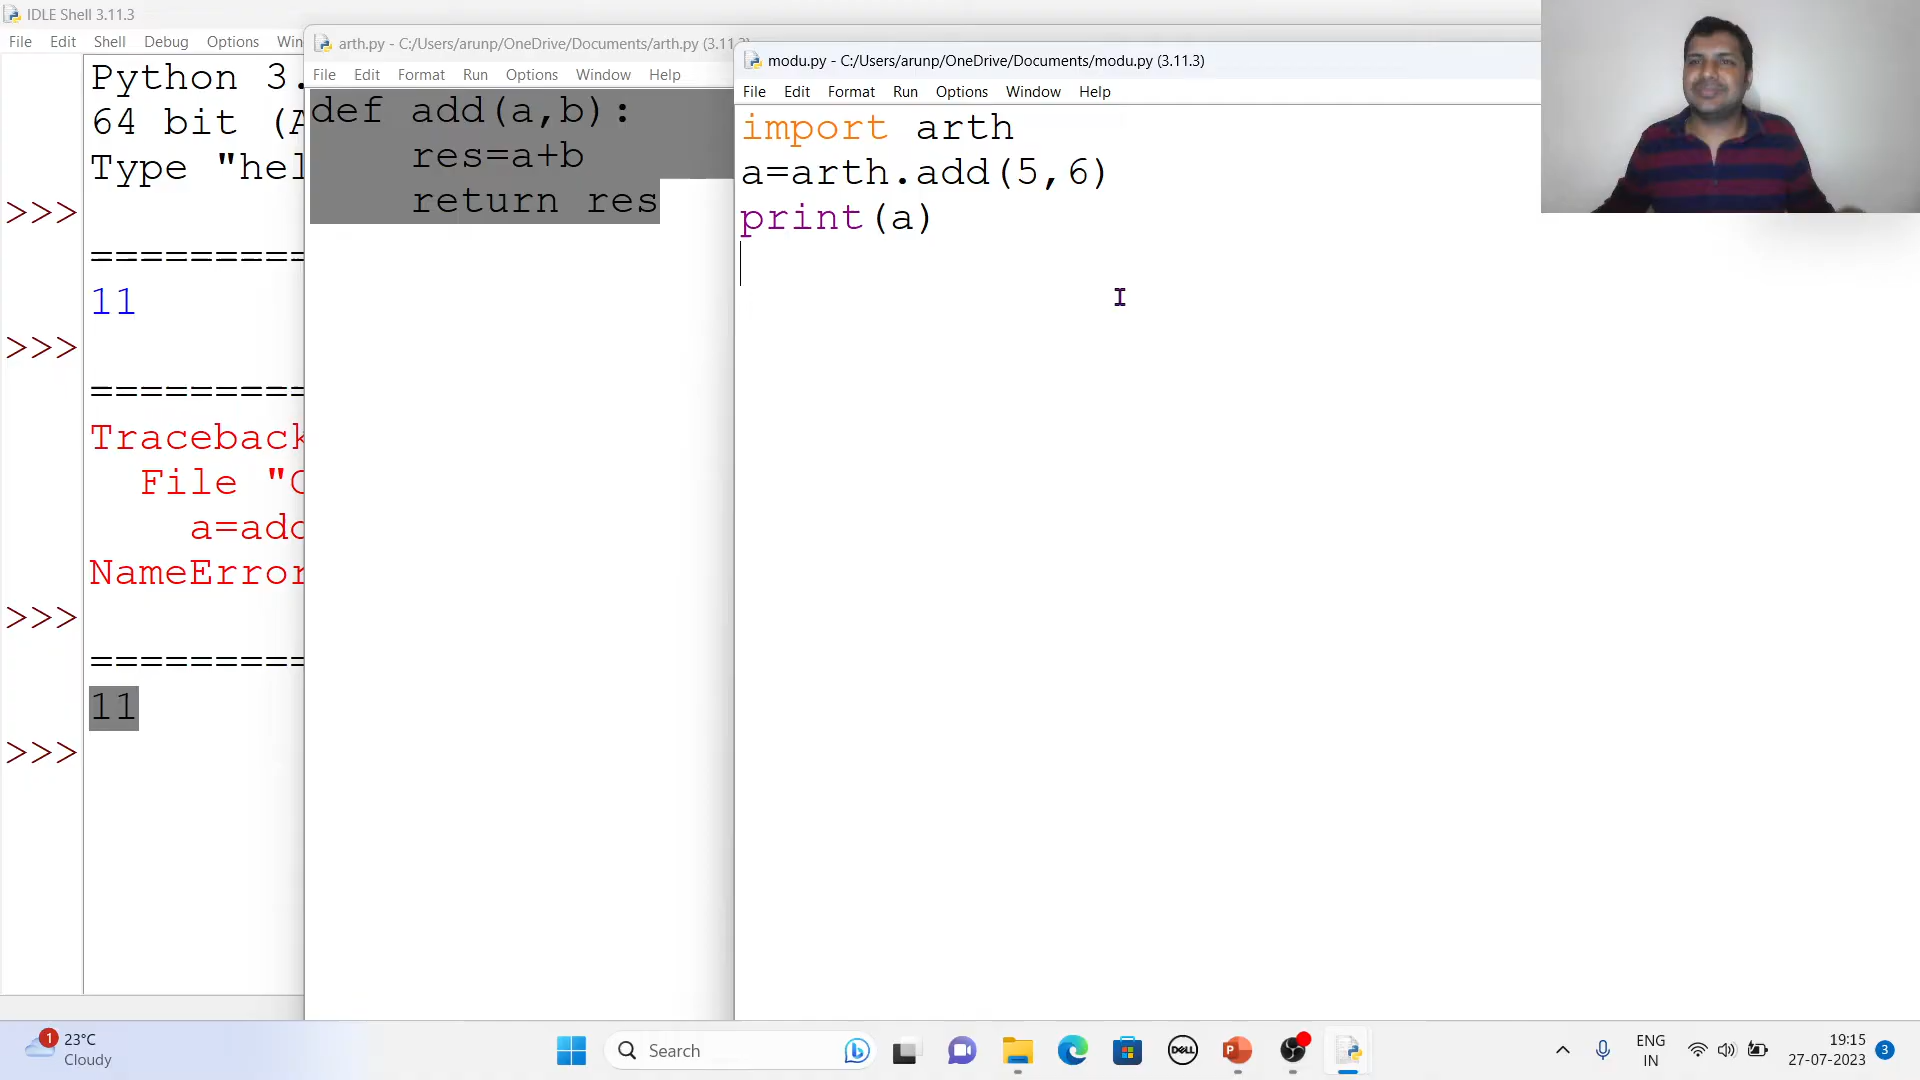 IDLE Shell 3.11.3
File Edit Shell Debug Options Win
Python 3.
64 bit (A
Type "hel
>>>
==========
11
>>>
==========
Traceback
File "C
a=add
NameError
>>>
==========
11
>>>
arth.py - C:/Users/arunp/OneDrive/Documents/arth.py (3.11.3)
File Edit Format Run Options Window Help
def add(a,b):
res=a+b
return res
modu.py - C:/Users/arunp/OneDrive/Documents/modu.py (3.11.3)
File Edit Format Run Options Window Help
import arth
a=arth.add(5,6)
print(a)
1
23°C
Cloudy
Search
DELL
ENG
IN
19:15
27-07-2023
3